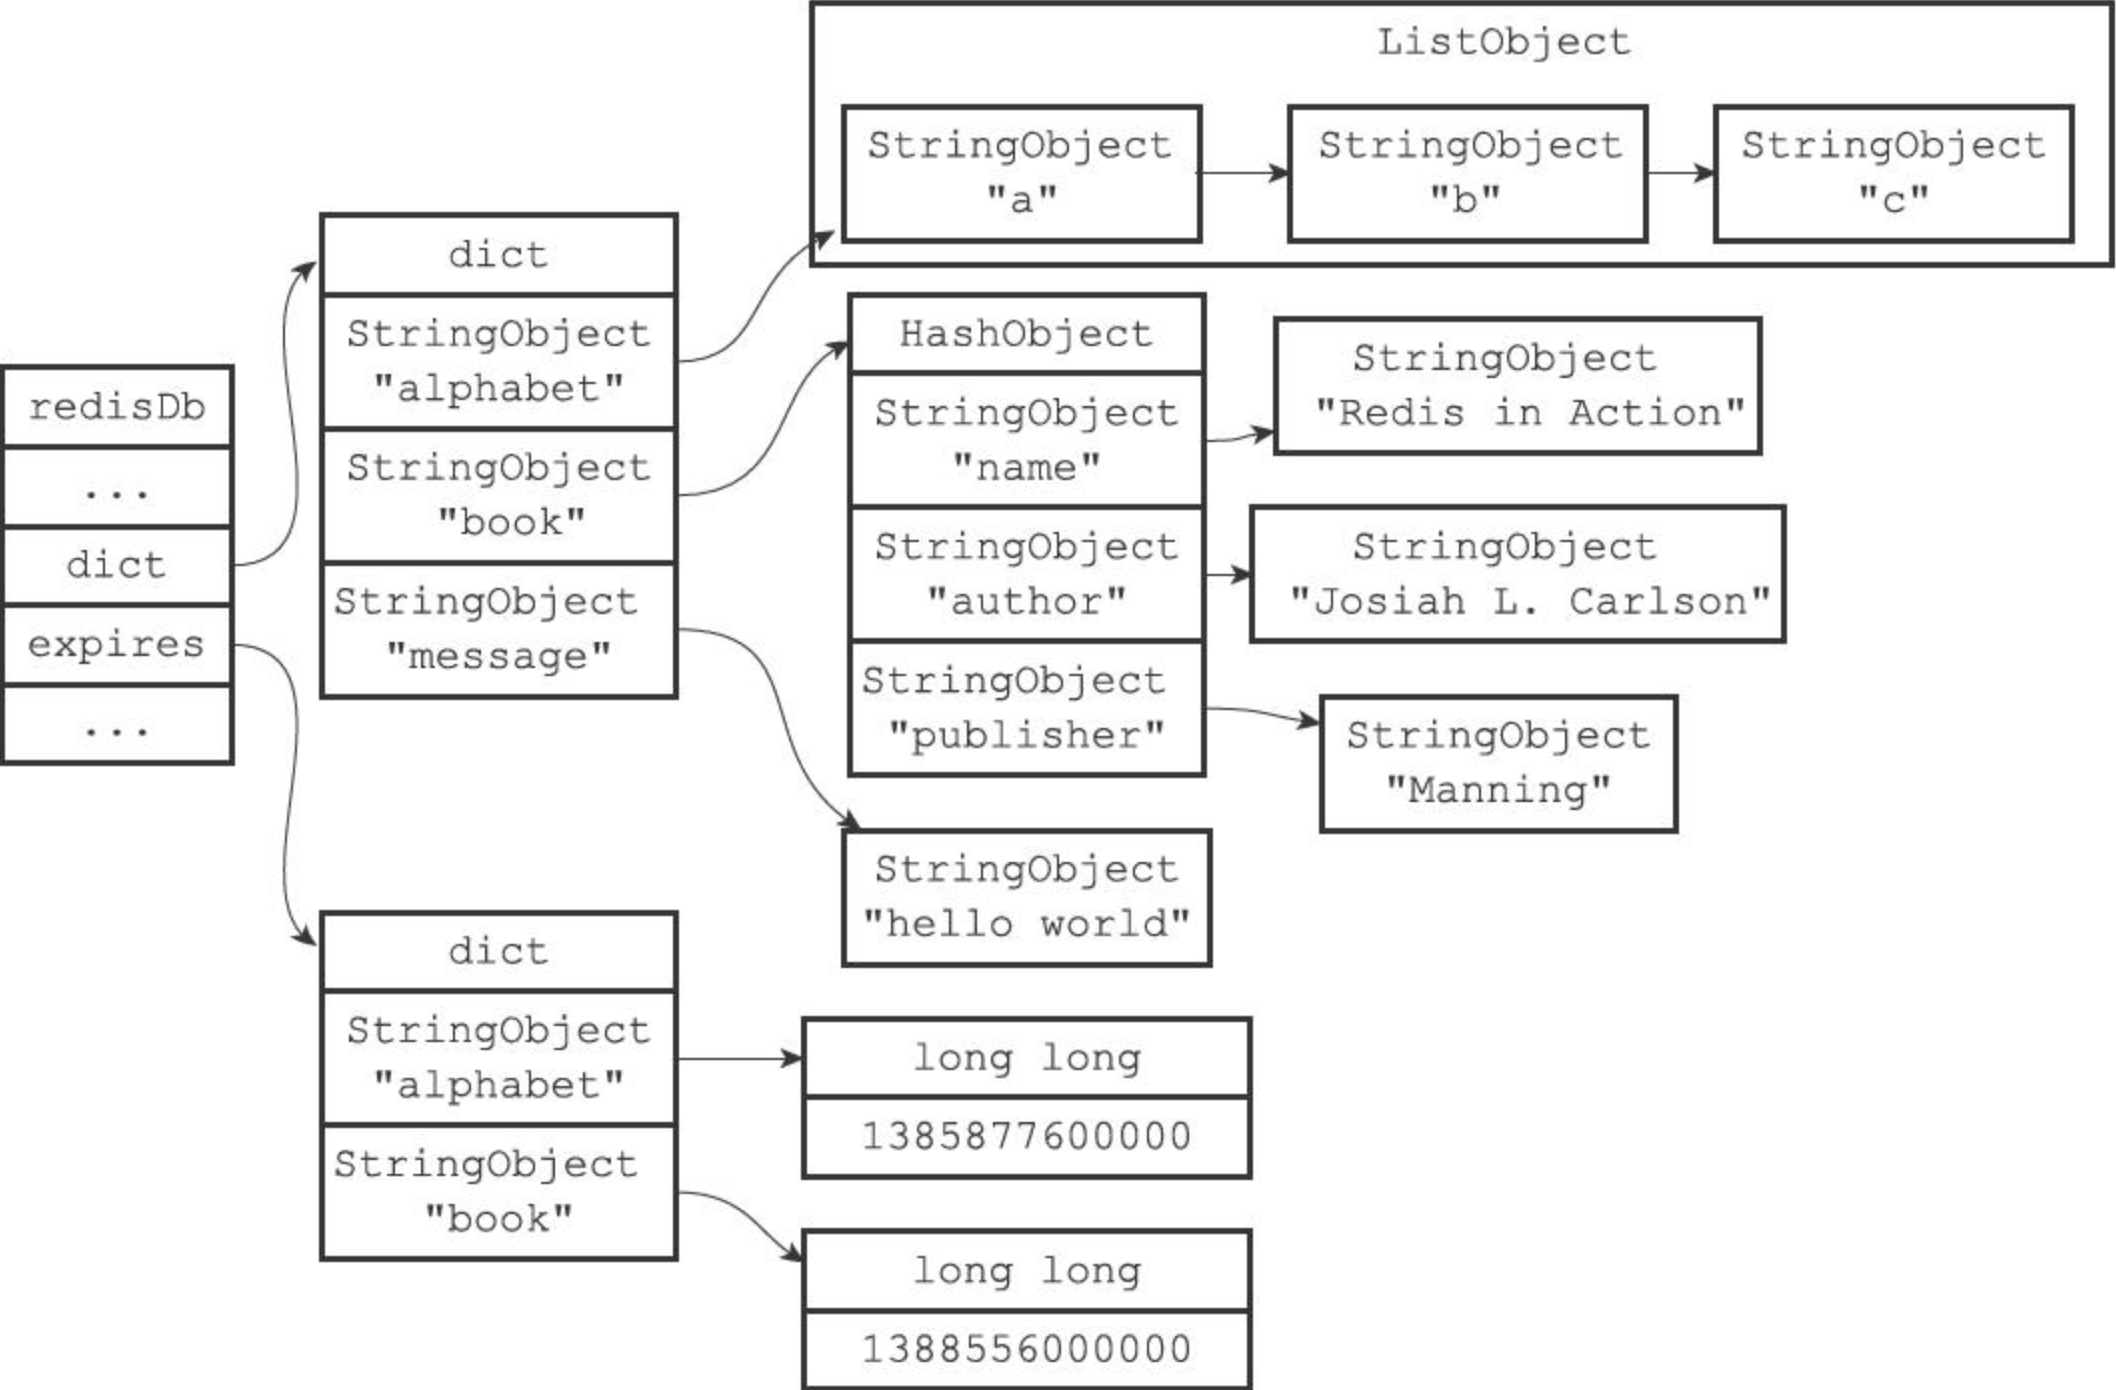 redisDb
...
dict
expires
...
dict
StringObject
"alphabet"
StringObject
"book"
StringObject
"message"
ListObject
StringObject
"a"
StringObject
"b"
StringObject
"c"
HashObject
StringObject
"name"
StringObject
"author"
StringObject
"publisher"
StringObject
"Redis in Action"
StringObject
"Josiah L. Carlson"
StringObject
"Manning"
StringObject
"hello world"
dict
StringObject
"alphabet"
StringObject
"book"
long long
1385877600000
long long
1388556000000